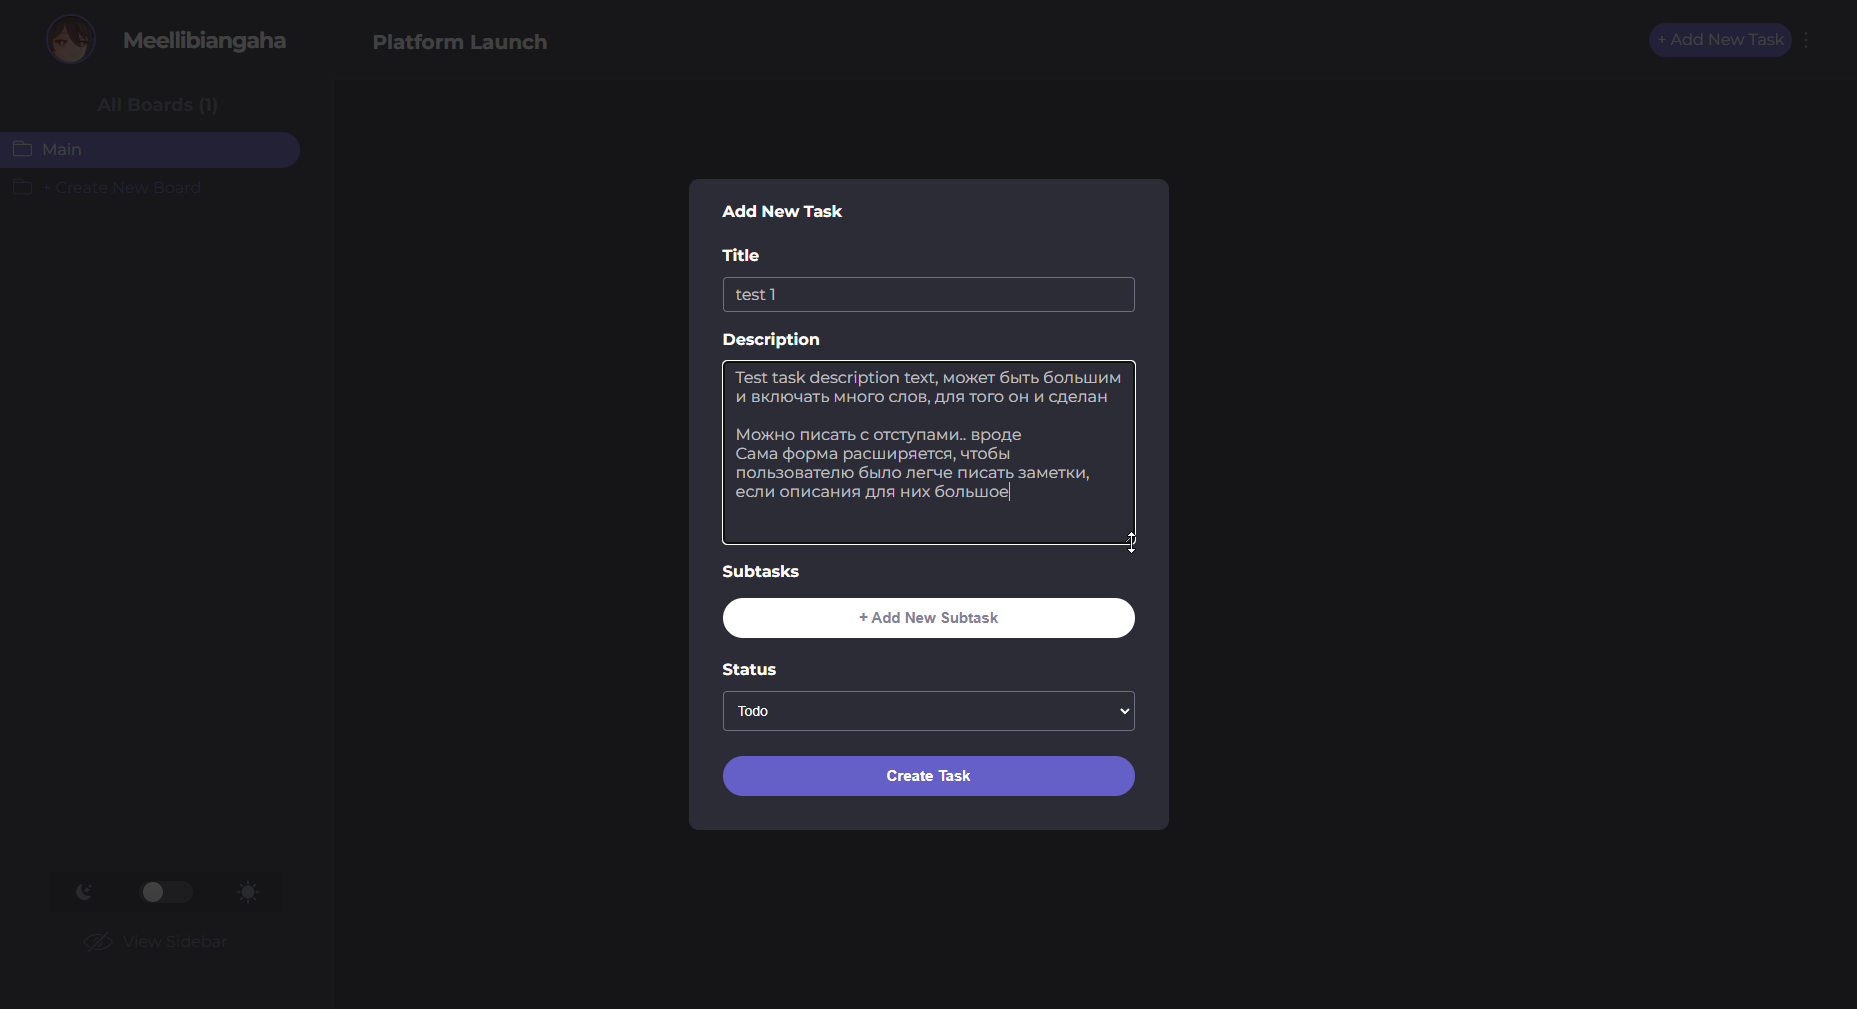 Meellibiangaha
Platform Launch
+ Add New Task
All Boards (1)
Main
+ Create New Board
Add New Task
Title
test 1
Description
Test task description text, может быть большим
и включать много слов, для того он и сделан
Можно писать с отступами.. вроде
Сама форма расширяется, чтобы
пользователю было легче писать заметки,
если описания для них большое
Subtasks
+ Add New Subtask
Status
Todo
Create Task
View Sidebar